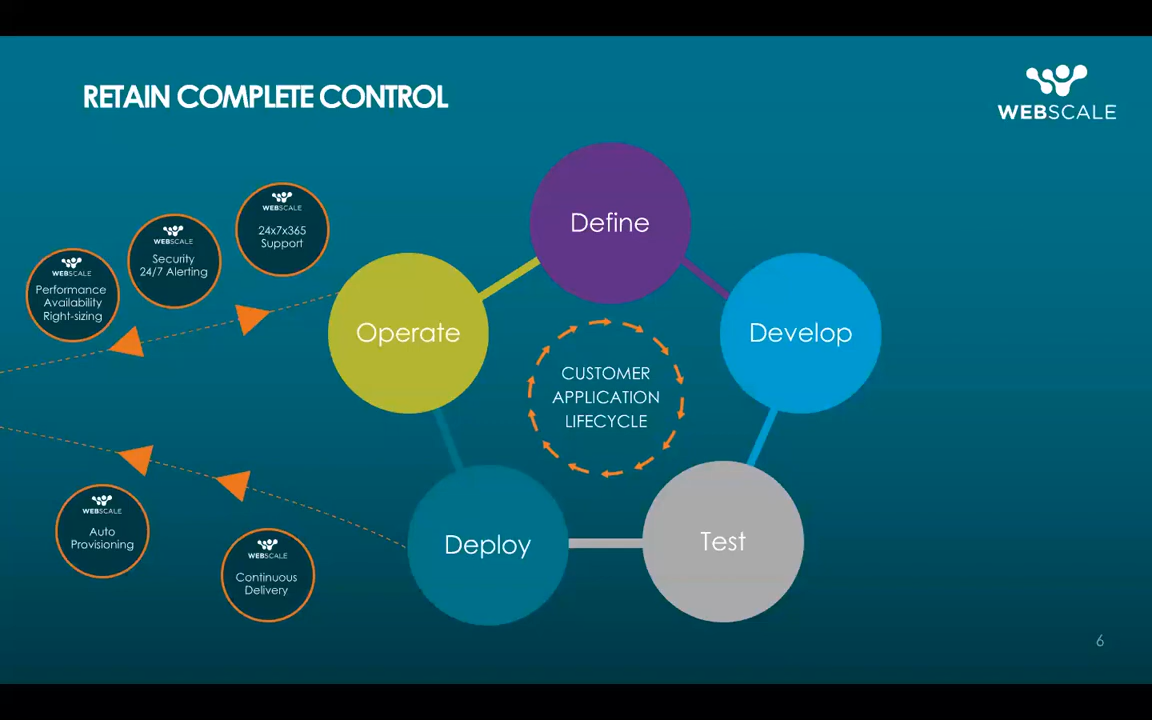 RETAIN COMPLETE CONTROL
WEBSCALE
Define
WEBSCALE
24x7x365
Support
WEBSCALE
Security
24/7 Alerting
WEBSCALE
Performance
Availability
Right-sizing
Operate
Develop
CUSTOMER
APPLICATION
LIFECYCLE
WEBSCALE
Auto
Provisioning
WEBSCALE
Continuous
Delivery
Deploy
Test
6